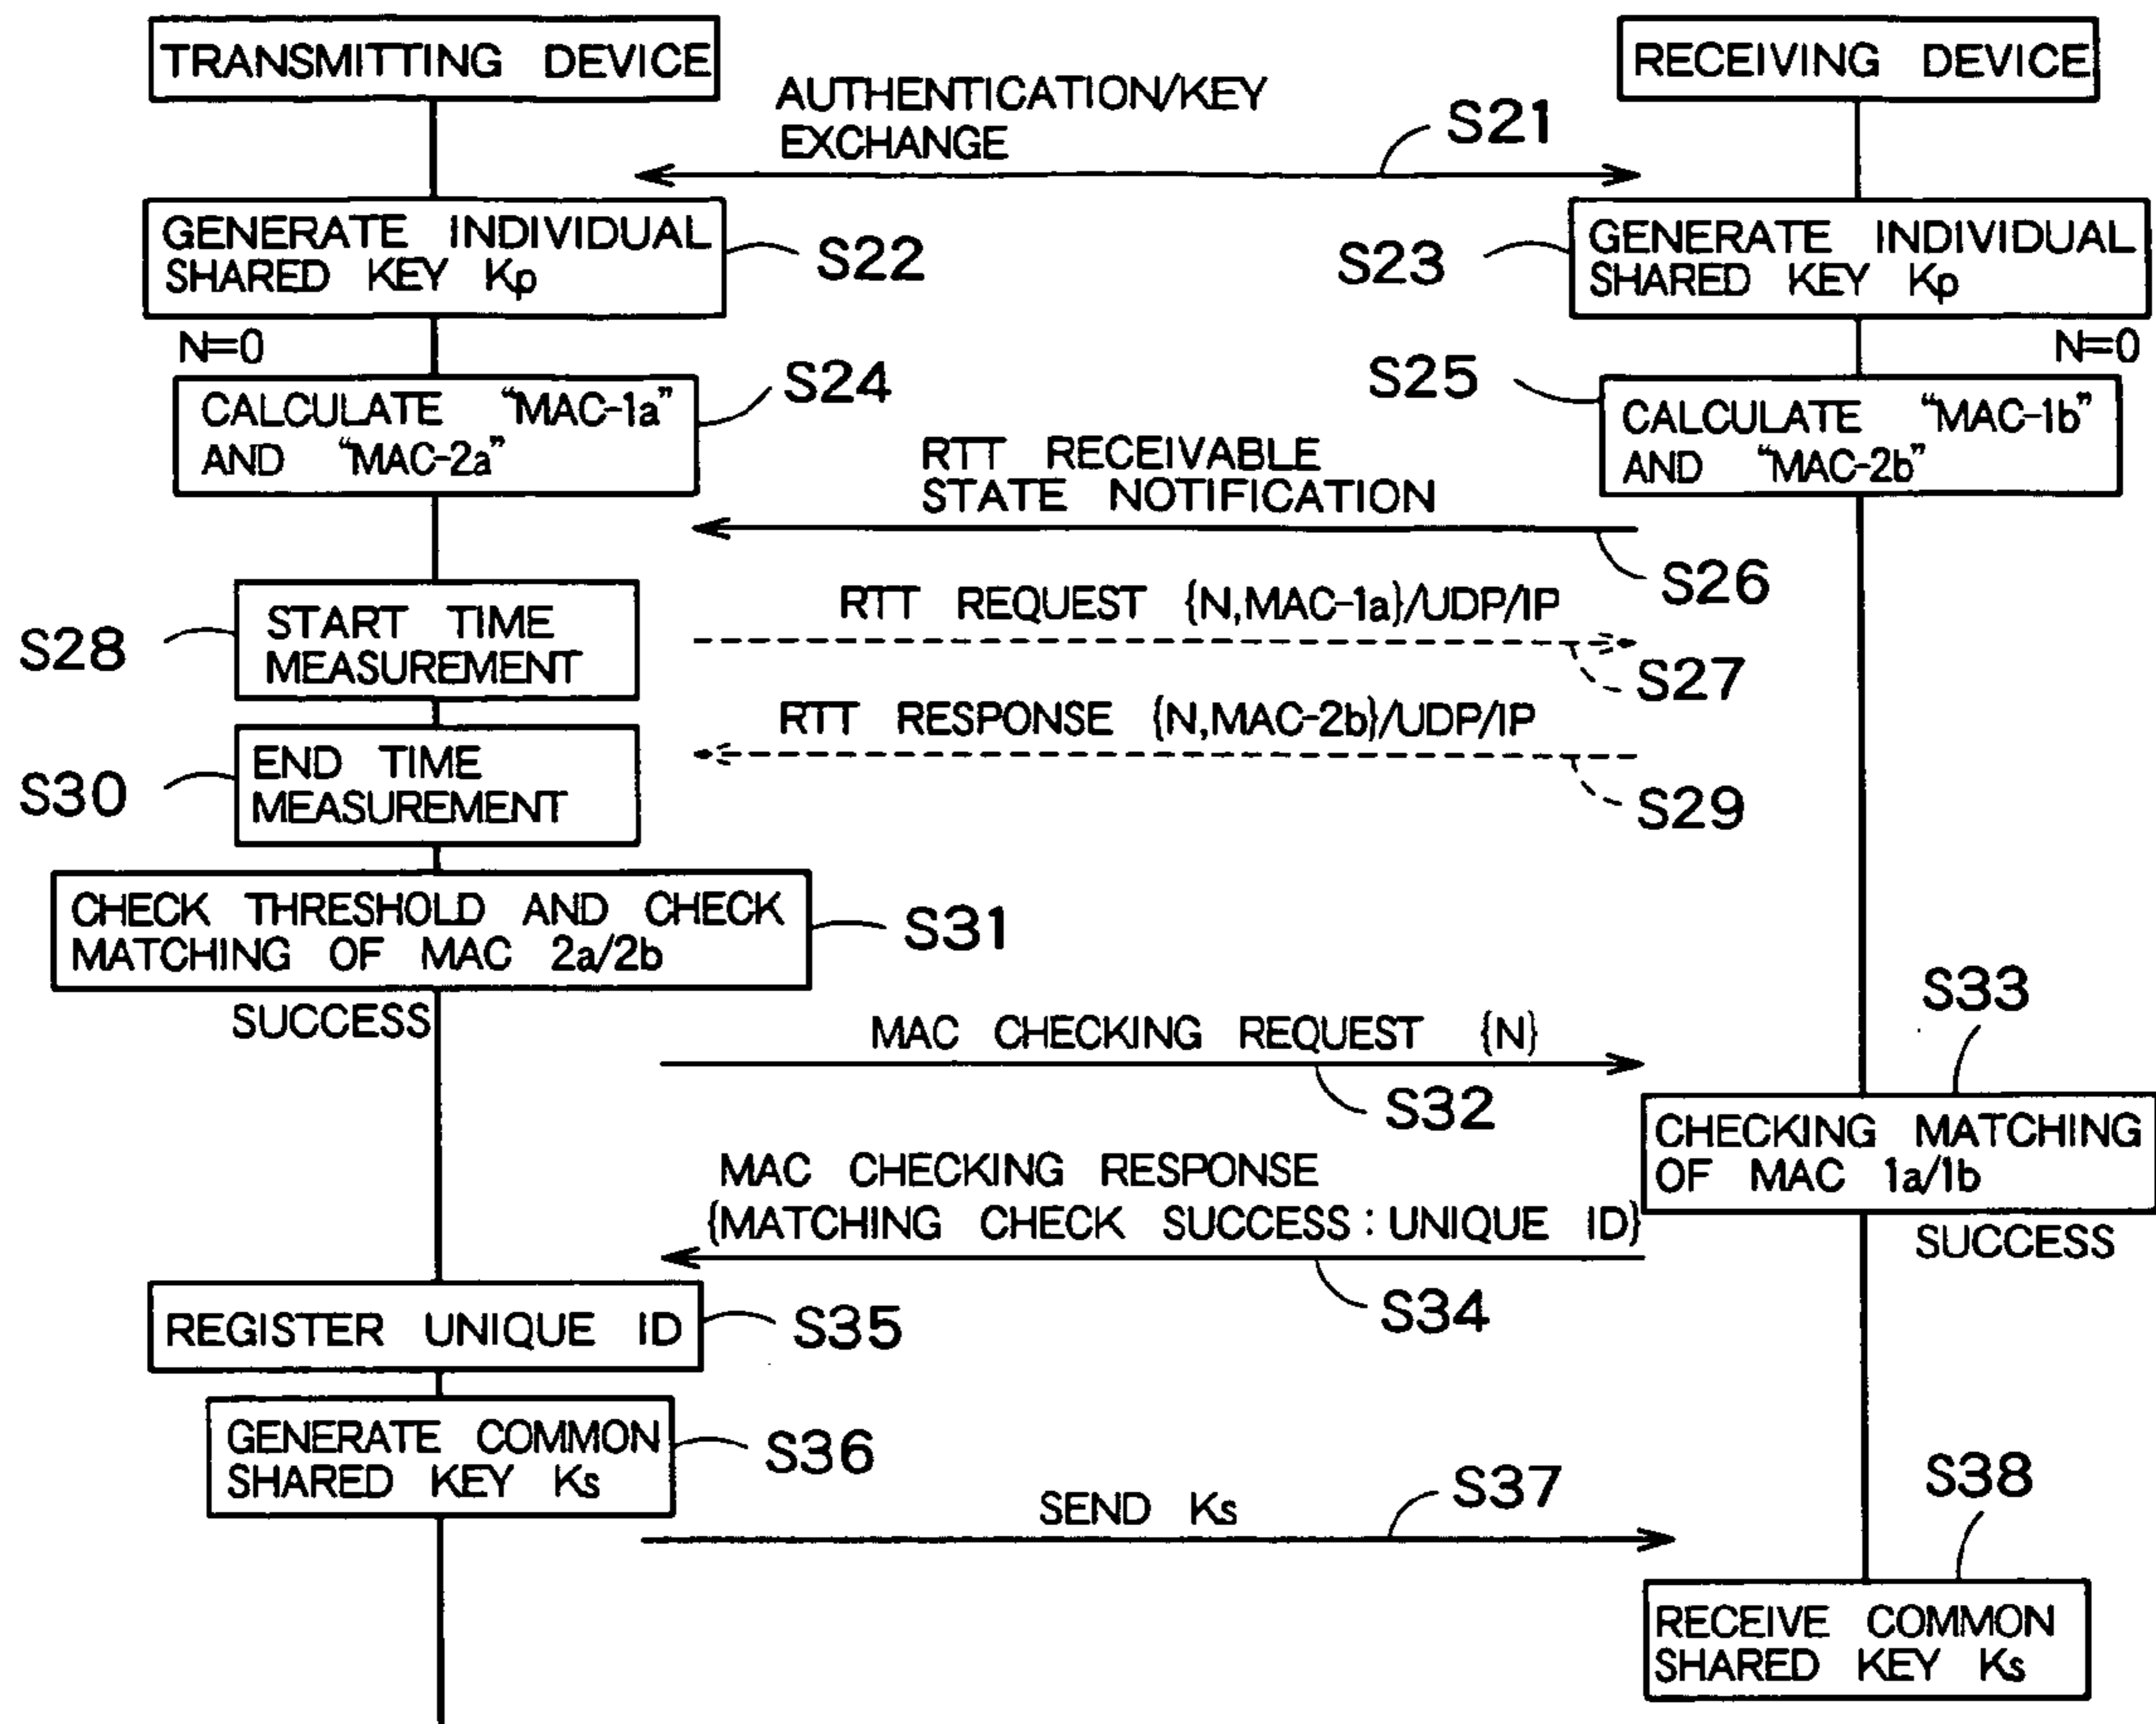 TRANSMITTING DEVICE
RECEIVING DEVICE
AUTHENTICATION/KEY
EXCHANGE
S21
GENERATE INDIVIDUAL
SHARED KEY Kp
S22
S23
GENERATE INDIVIDUAL
SHARED KEY Kp
N=0
N=0
CALCULATE “MAC-1a”
AND “MAC-2a”
S24
S25
CALCULATE “MAC-1b”
AND “MAC-2b”
RTT RECEIVABLE
STATE NOTIFICATION
S26
S28
START TIME
MEASUREMENT
RTT REQUEST {N,MAC-1a}/UDP/IP
S27
RTT RESPONSE {N,MAC-2b}/UDP/IP
S29
S30
END TIME
MEASUREMENT
CHECK THRESHOLD AND CHECK
MATCHING OF MAC 2a/2b
S31
SUCCESS
MAC CHECKING REQUEST {N}
S32
S33
CHECKING MATCHING
OF MAC 1a/1b
SUCCESS
MAC CHECKING RESPONSE
{MATCHING CHECK SUCCESS : UNIQUE ID}
S34
REGISTER UNIQUE ID
S35
GENERATE COMMON
SHARED KEY Ks
S36
SEND Ks
S37
S38
RECEIVE COMMON
SHARED KEY Ks